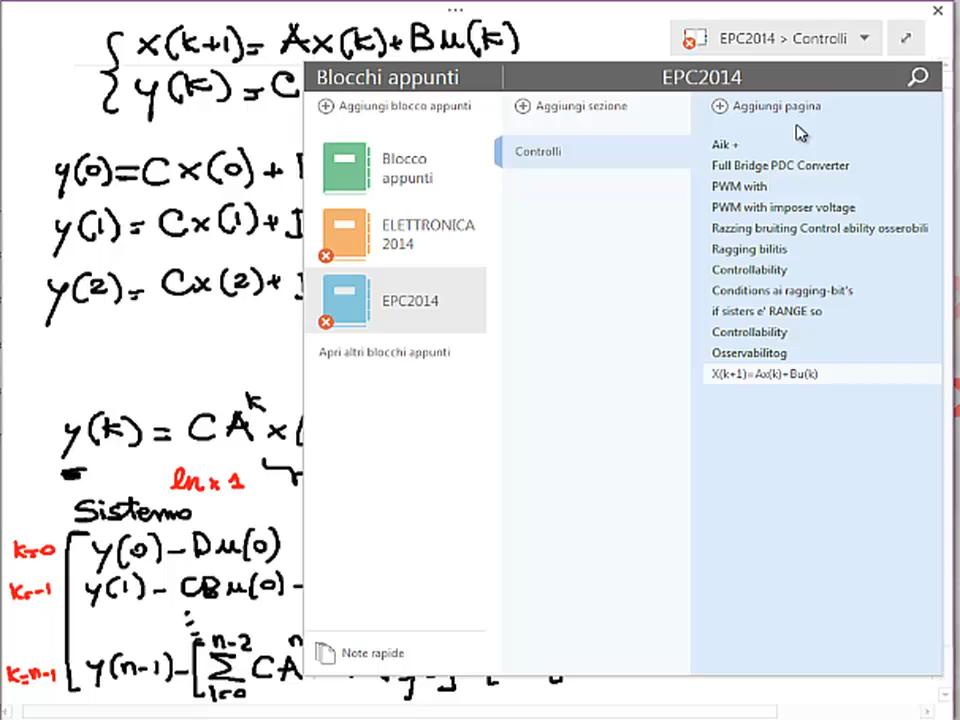 x(k+1)= Ax(k)+Bu(k)
y(k)=C
EPC2014 > Controlli
Blocchi appunti
EPC2014
Aggiungi blocco appunti
Aggiungi sezione
Aggiungi pagina
Blocco appunti
ELETTRONICA 2014
EPC2014
Apri altri blocchi appunti
Note rapide
Controlli
Aik +
Full Bridge PDC Converter
PWM with
PWM with imposer voltage
Razzing bruiting Control ability osserobili
Ragging bilitis
Controllability
Conditions ai ragging-bit's
if sisters e' RANGE so
Controllability
Osservabilitog
X(k+1)=Ax(k)+Bu(k)
y(0)=Cx(0)+
y(1)= Cx(1)+
y(2)= Cx(2)+
y(k)= CA^k x(
ln×1
Sistema
k=0 y(0)-Du(0)
y(1)- CBu(0)-
⋮
k=n-1 y(n-1)-[∑ n-2 l=0 CA^n